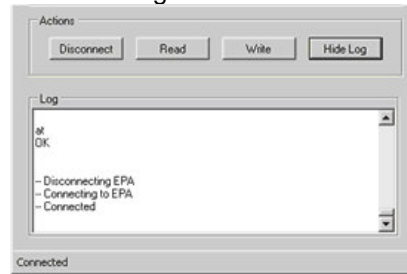 Actions
Disconnect Read Write Hide Log
Log
at
OK
-- Disconnecting EPA
-- Connecting to EPA
-- Connected
Connected